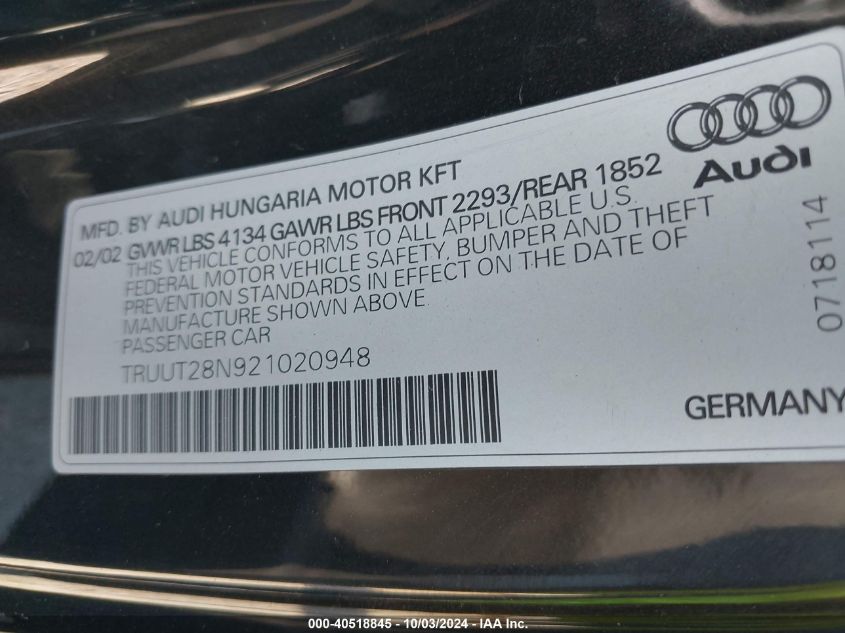 Audi
MFD. BY AUDI HUNGARIA MOTOR KFT
02/02 GVWR LBS 4134 GAWR LBS FRONT 2293/REAR 1852
THIS VEHICLE CONFORMS TO ALL APPLICABLE U.S.
FEDERAL MOTOR VEHICLE SAFETY, BUMPER AND THEFT
PREVENTION STANDARDS IN EFFECT ON THE DATE OF
MANUFACTURE SHOWN ABOVE
PASSENGER CAR
TRUUT28N921020948
GERMANY
0718114
000-40518845 - 10/03/2024 - IAA Inc.